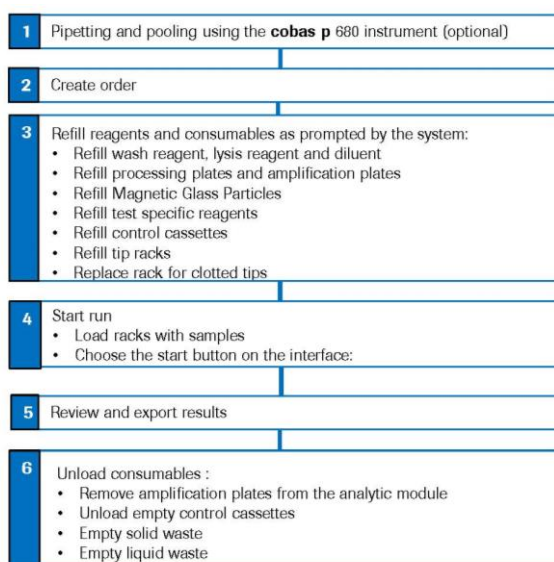 1 Pipetting and pooling using the cobas p 680 instrument (optional)
2 Create order
3 Refill reagents and consumables as prompted by the system:
• Refill wash reagent, lysis reagent and diluent
• Refill processing plates and amplification plates
• Refill Magnetic Glass Particles
• Refill test specific reagents
• Refill control cassettes
• Refill tip racks
• Replace rack for clotted tips
4 Start run
• Load racks with samples
• Choose the start button on the interface:
5 Review and export results
6 Unload consumables :
• Remove amplification plates from the analytic module
• Unload empty control cassettes
• Empty solid waste
• Empty liquid waste